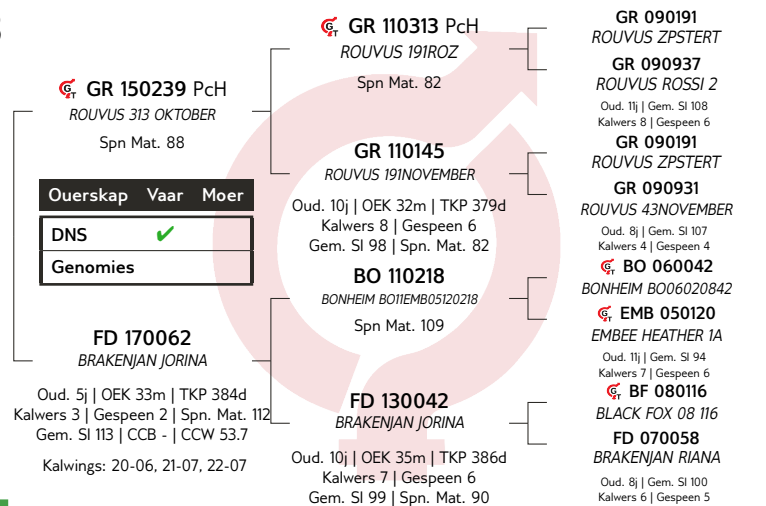 GR 150239 PcH
ROUVUS 313 OKTOBER
Spn Mat. 88
Ouerskap Vaar Moer
DNS ✔
Genomies
FD 170062
BRAKENJAN JORINA
Oud. 5j | OEK 33m | TKP 384d
Kalwers 3 | Gespeen 2 | Spn. Mat. 112
Gem. SI 113 | CCB - | CCW 53.7
Kalwings: 20-06, 21-07, 22-07
GR 110313 PcH
ROUVUS 191ROZ
Spn Mat. 82
GR 110145
ROUVUS 191NOVEMBER
Oud. 10j | OEK 32m | TKP 379d
Kalwers 8 | Gespeen 6
Gem. SI 98 | Spn. Mat. 82
BO 110218
BONHEIM BO11EMB05120218
Spn Mat. 109
FD 130042
BRAKENJAN JORINA
Oud. 10j | OEK 35m | TKP 386d
Kalwers 7 | Gespeen 6
Gem. SI 99 | Spn. Mat. 90
GR 090191
ROUVUS ZPSTERT
GR 090937
ROUVUS ROSSI 2
Oud. 11j | Gem. SI 108
Kalwers 8 | Gespeen 6
GR 090191
ROUVUS ZPSTERT
GR 090931
ROUVUS 43NOVEMBER
Oud. 8j | Gem. SI 107
Kalwers 4 | Gespeen 4
BO 060042
BONHEIM BO06020842
EMB 050120
EMBEE HEATHER 1A
Oud. 11j | Gem. SI 94
Kalwers 7 | Gespeen 6
BF 080116
BLACK FOX 08 116
FD 070058
BRAKENJAN RIANA
Oud. 8j | Gem. SI 100
Kalwers 6 | Gespeen 5